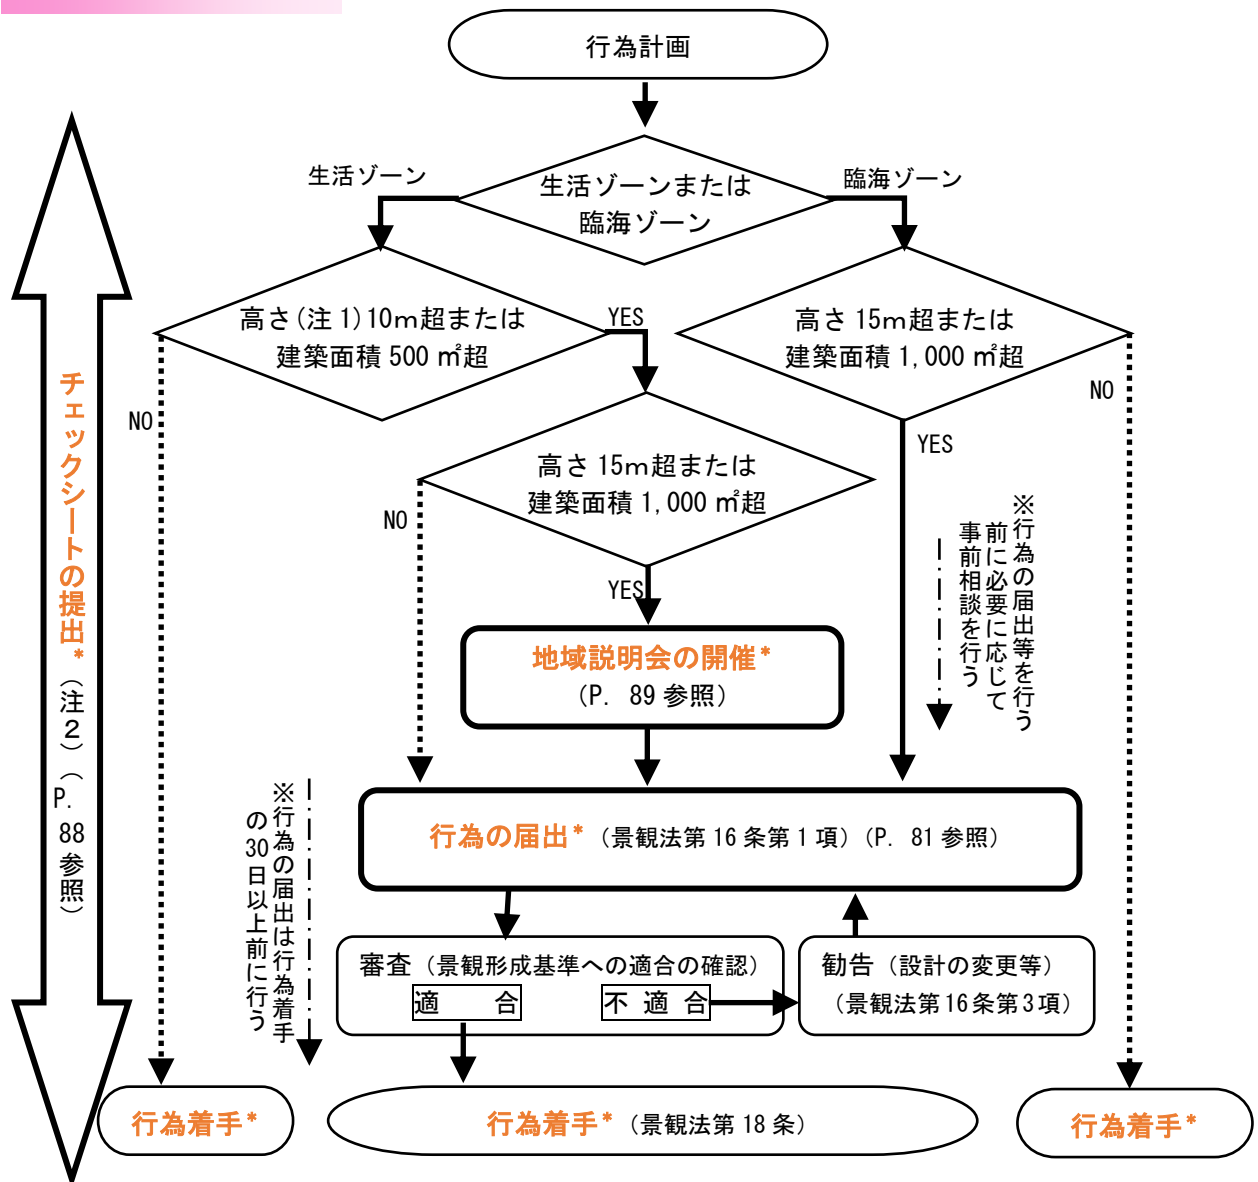 行為計画
生活ゾーン
生活ゾーンまたは
臨海ゾーン
臨海ゾーン
高さ(注1)10m超または
建築面積 500 ㎡超
YES
高さ 15m超または
建築面積 1,000 ㎡超
NO
NO
YES
高さ 15m超または
建築面積 1,000 ㎡超
NO
YES
チェックシートの提出*(注2)(P. 88 参照)
※行為の届出等を行う
前に必要に応じて
事前相談を行う
地域説明会の開催*
(P. 89 参照)
※行為の届出は行為着手
の30日以上前に行う
行為の届出*(景観法第 16 条第 1 項)(P. 81 参照)
審査(景観形成基準への適合の確認)
適 合
不 適 合
勧告(設計の変更等)
(景観法第16条第3項)
行為着手*
行為着手*(景観法第 18 条)
行為着手*